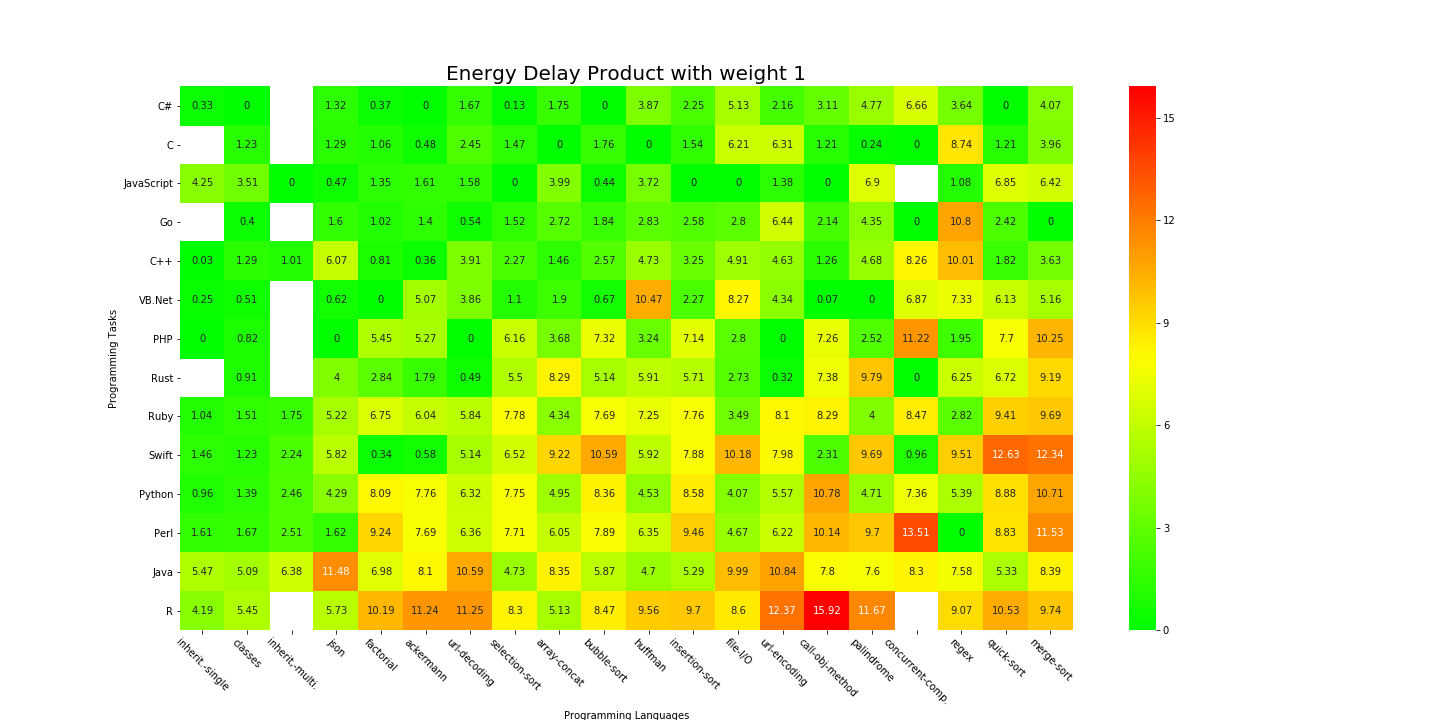 Energy Delay Product with weight 1
C# 0.33 0 1.32 0.37 0 1.67 0.13 1.75 0 3.87 2.25 5.13 2.16 3.11 4.77 6.66 3.64 0 4.07
C 1.23 1.29 1.06 0.48 2.45 1.47 0 1.76 0 1.54 6.21 6.31 1.21 0.24 0 8.74 1.21 3.96
JavaScript 4.25 3.51 0 0.47 1.35 1.61 1.58 0 3.99 0.44 3.72 0 0 1.38 0 6.9 1.08 6.85 6.42
Go 0.4 1.6 1.02 1.4 0.54 1.52 2.72 1.84 2.83 2.58 2.8 6.44 2.14 4.35 0 10.8 2.42 0
C++ 0.03 1.29 1.01 6.07 0.81 0.36 3.91 2.27 1.46 2.57 4.73 3.25 4.91 4.63 1.26 4.68 8.26 10.01 1.82 3.63
VB.Net 0.25 0.51 0.62 0 5.07 3.86 1.1 1.9 0.67 10.47 2.27 8.27 4.34 0.07 0 6.87 7.33 6.13 5.16
PHP 0 0.82 0 5.45 5.27 0 6.16 3.68 7.32 3.24 7.14 2.8 0 7.26 2.52 11.22 1.95 7.7 10.25
Rust 0.91 4 2.84 1.79 0.49 5.5 8.29 5.14 5.91 5.71 2.73 0.32 7.38 9.79 0 6.25 6.72 9.19
Ruby 1.04 1.51 1.75 5.22 6.75 6.04 5.84 7.78 4.34 7.69 7.25 7.76 3.49 8.1 8.29 4 8.47 2.82 9.41 9.69
Swift 1.46 1.23 2.24 5.82 0.34 0.58 5.14 6.52 9.22 10.59 5.92 7.88 10.18 7.98 2.31 9.69 0.96 9.51 12.63 12.34
Python 0.96 1.39 2.46 4.29 8.09 7.76 6.32 7.75 4.95 8.36 4.53 8.58 4.07 5.57 10.78 4.71 7.36 5.39 8.88 10.71
Perl 1.61 1.67 2.51 1.62 9.24 7.69 6.36 7.71 6.05 7.89 6.35 9.46 4.67 6.22 10.14 9.7 13.51 0 8.83 11.53
Java 5.47 5.09 6.38 11.48 6.98 8.1 10.59 4.73 8.35 5.87 4.7 5.29 9.99 10.84 7.8 7.6 8.3 7.58 5.33 8.39
R 4.19 5.45 5.73 10.19 11.24 11.25 8.3 5.13 8.47 9.56 9.7 8.6 12.37 15.92 11.67 9.07 10.53 9.74
inherit.-single classes inherit.-multi. json factorial ackermann url-decoding selection-sort array-concat bubble-sort huffman insertion-sort file-I/O url-encoding call-obj-method palindrome concurrent-comp. regex quick-sort merge-sort
Programming Languages
Programming Tasks
15
12
9
6
3
0